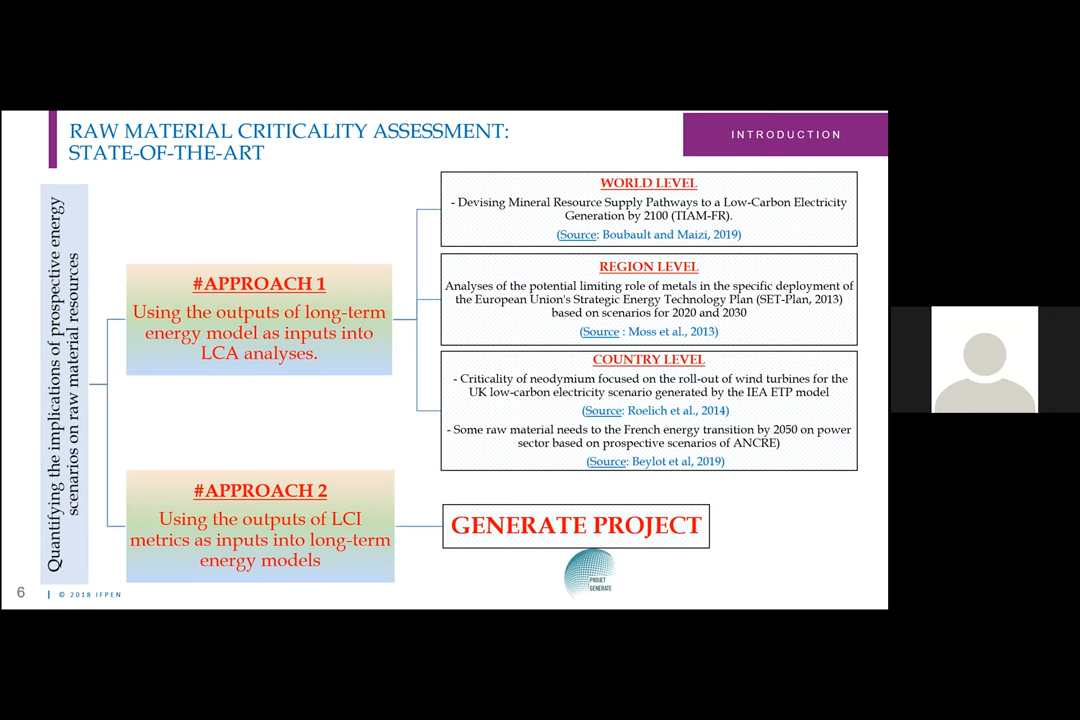 RAW MATERIAL CRITICALITY ASSESSMENT:
STATE-OF-THE-ART
INTRODUCTION
Quantifying the implications of prospective energy
scenarios on raw material resources
#APPROACH 1
Using the outputs of long-term
energy model as inputs into
LCA analyses.
WORLD LEVEL
- Devising Mineral Resource Supply Pathways to a Low-Carbon Electricity
Generation by 2100 (TIAM-FR).
(Source: Boubault and Maizi, 2019)
REGION LEVEL
Analyses of the potential limiting role of metals in the specific deployment of
the European Union's Strategic Energy Technology Plan (SET-Plan, 2013)
based on scenarios for 2020 and 2030
(Source : Moss et al., 2013)
COUNTRY LEVEL
- Criticality of neodymium focused on the roll-out of wind turbines for the
UK low-carbon electricity scenario generated by the IEA ETP model
(Source: Roelich et al., 2014)
- Some raw material needs to the French energy transition by 2050 on power
sector based on prospective scenarios of ANCRE)
(Source: Beylot et al, 2019)
#APPROACH 2
Using the outputs of LCI
metrics as inputs into long-term
energy models
GENERATE PROJECT
PROJET
GENERATE
6 | © 2018 IFPEN